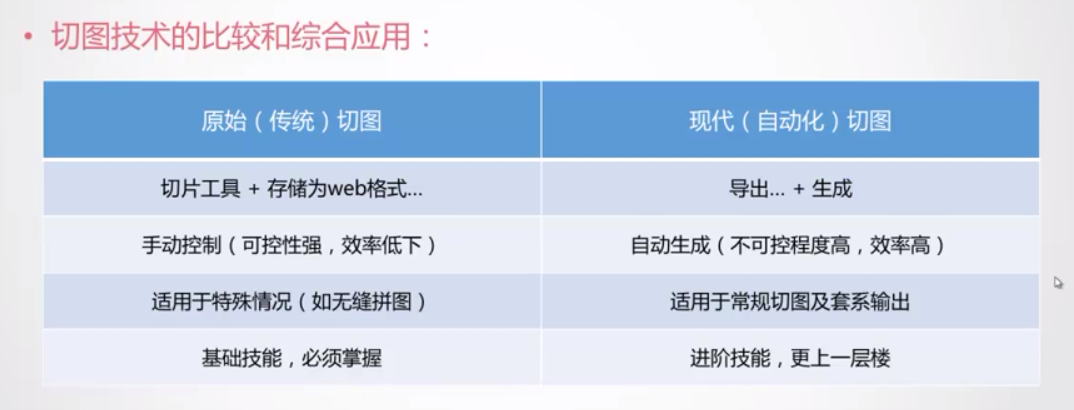 • 切图技术的比较和综合应用：
原始（传统）切图
现代（自动化）切图
切片工具 + 存储为web格式...
导出... + 生成
手动控制（可控性强，效率低下）
自动生成（不可控程度高，效率高）
适用于特殊情况（如无缝拼图）
适用于常规切图及套系输出
基础技能，必须掌握
进阶技能，更上一层楼